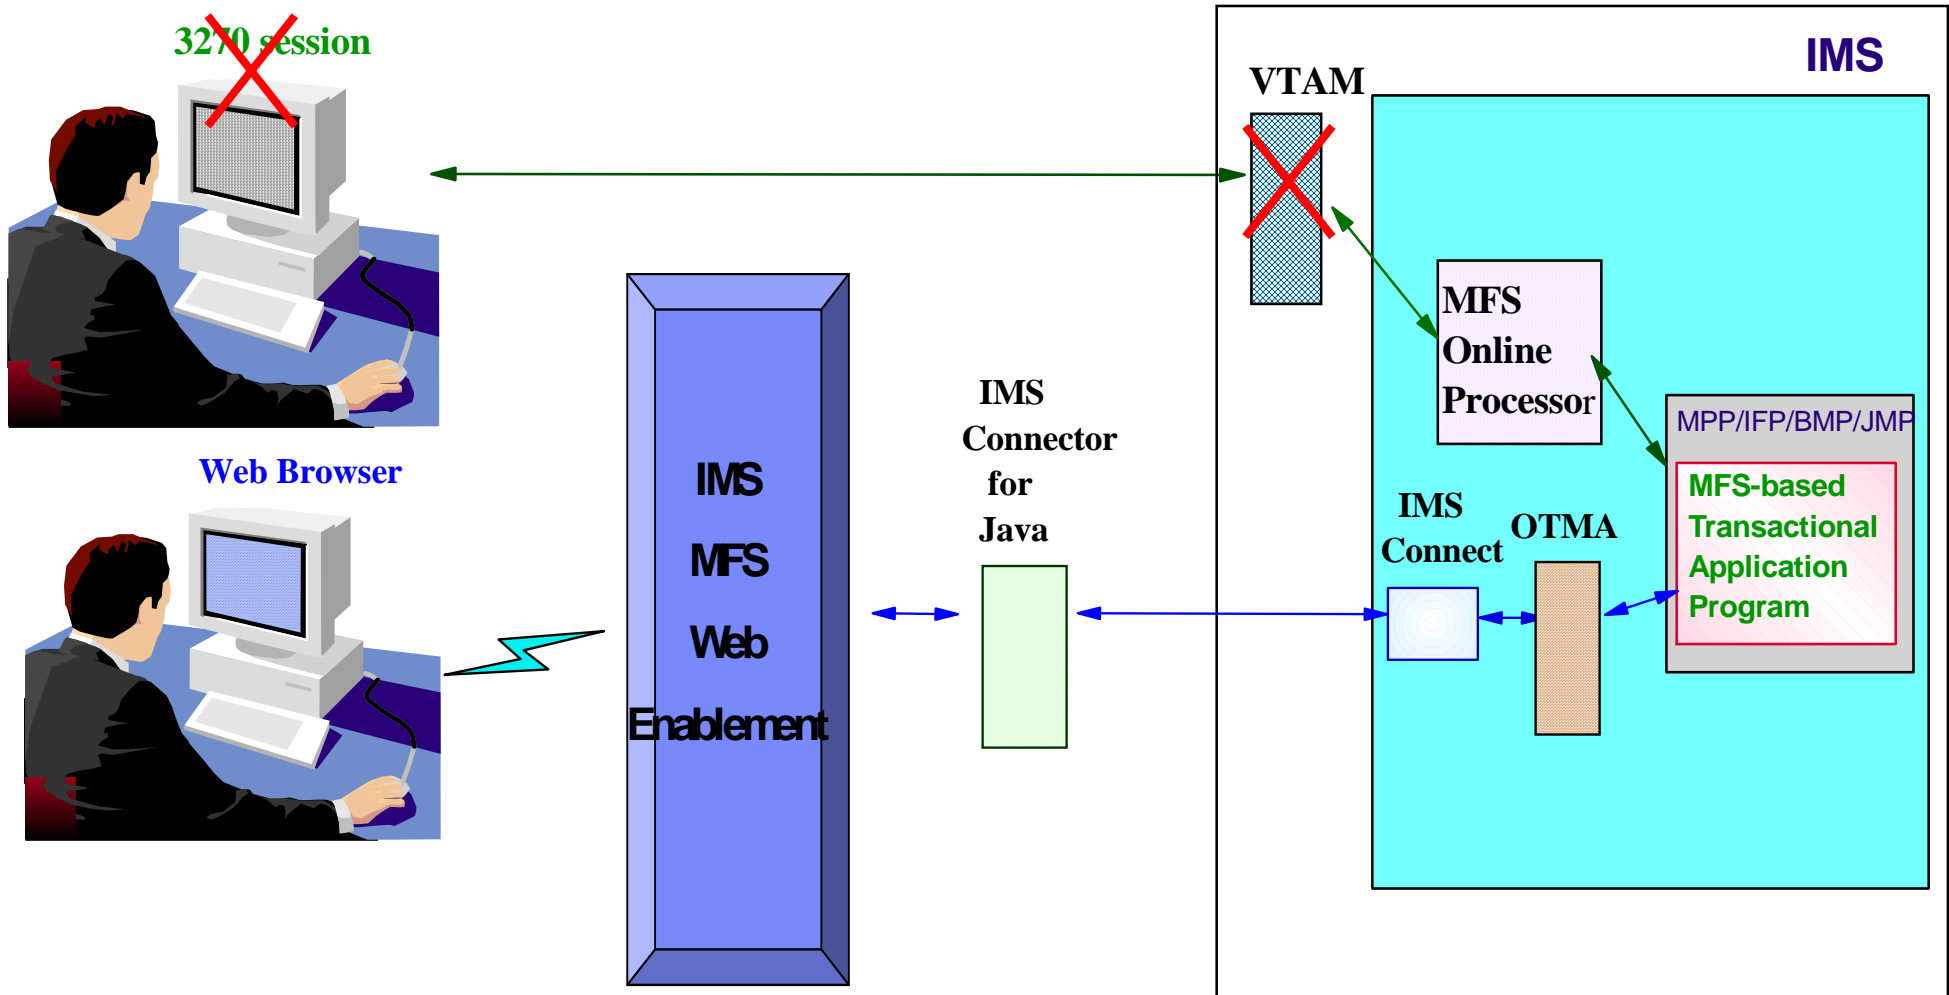 3270 session
VTAM
IMS
MFS
Online
Processor
MPP/IFP/BMP/JMP
MFS-based
Transactional
Application
Program
Web Browser
IMS
MFS
Web
Enablement
IMS
Connector
for
Java
IMS
Connect
OTMA